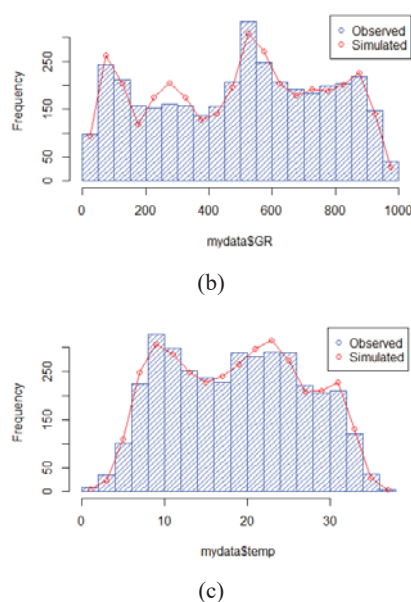 Observed
Simulated
Frequency
250
150
50
0
0 200 400 600 800 1000
mydata$GR
(b)
Observed
Simulated
Frequency
250
150
50
0
0 10 20 30
mydata$temp
(c)